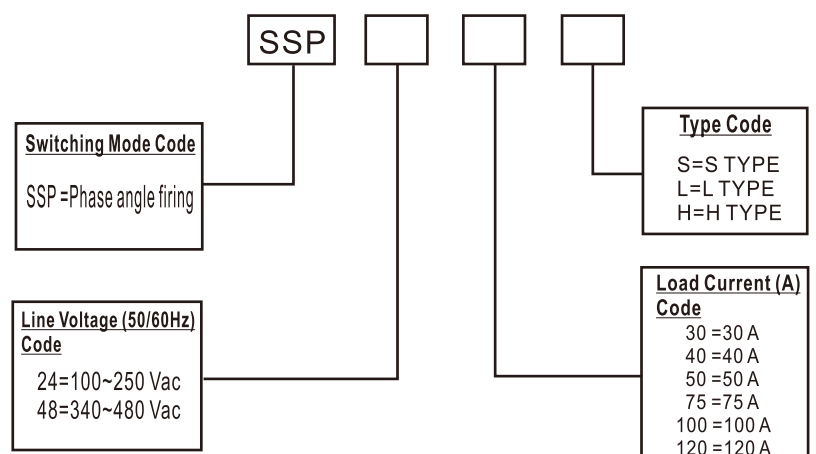 SSP
Switching Mode Code
SSP =Phase angle firing
Line Voltage (50/60Hz)
Code
24=100~250 Vac
48=340~480 Vac
Type Code
S=S TYPE
L=L TYPE
H=H TYPE
Load Current (A)
Code
30 =30 A
40 =40 A
50 =50 A
75 =75 A
100 =100 A
120 =120 A